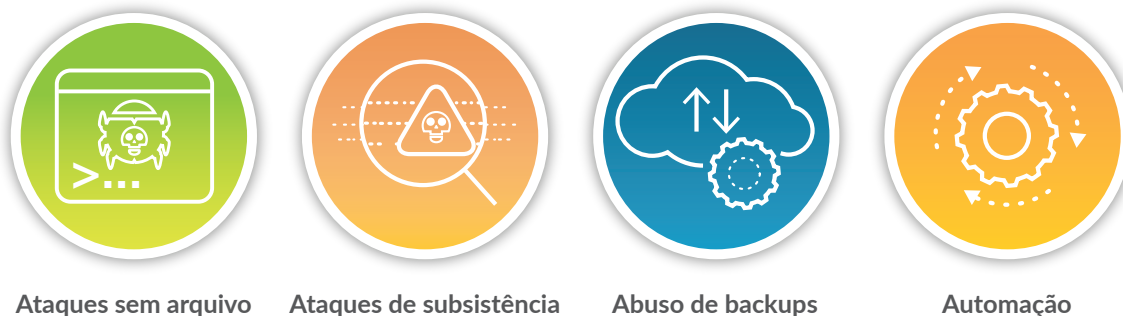 >...
Ataques sem arquivo
Ataques de subsistência
Abuso de backups
Automação